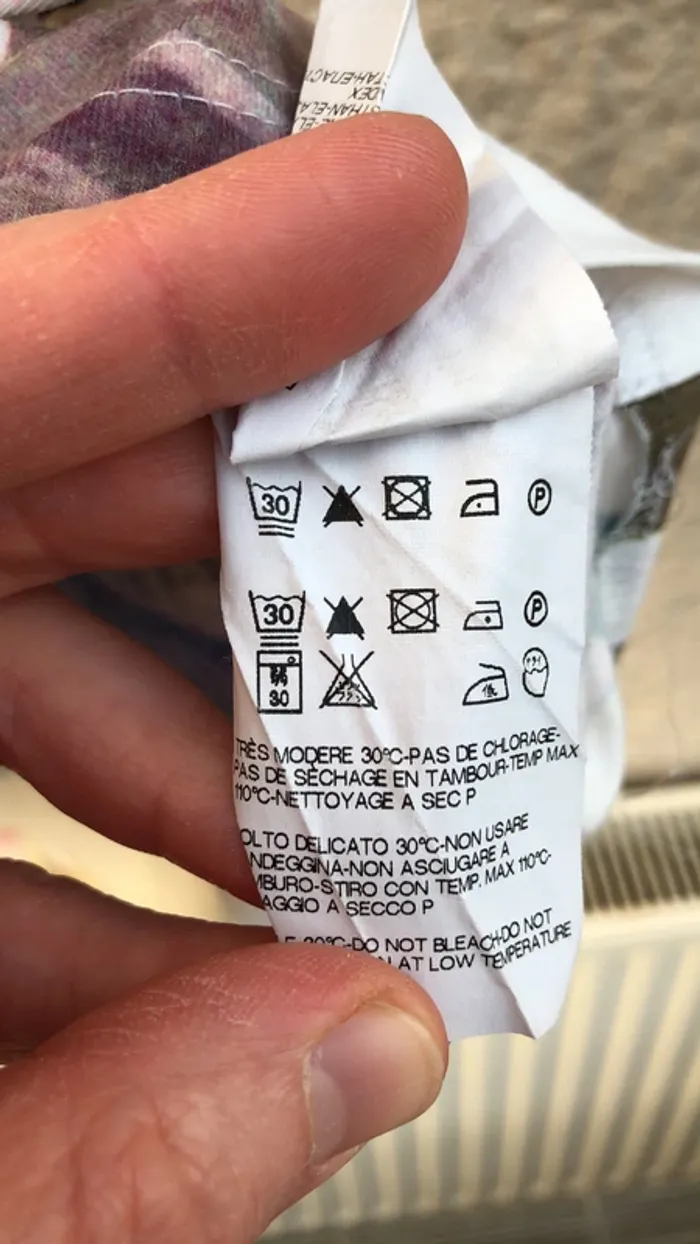 30 P
30 P
30 低
TRÈS MODERE 30°C-PAS DE CHLORAGE-
PAS DE SÈCHAGE EN TAMBOUR-TEMP MAX
110°C-NETTOYAGE A SEC P
OLTO DELICATO 30°C-NON USARE
NDEGGINA-NON ASCIUGARE A
MBURO-STIRO CON TEMP. MAX 110°C-
AGGIO A SECCO P
30°C-DO NOT BLEACH-DO NOT
N AT LOW TEMPERATURE